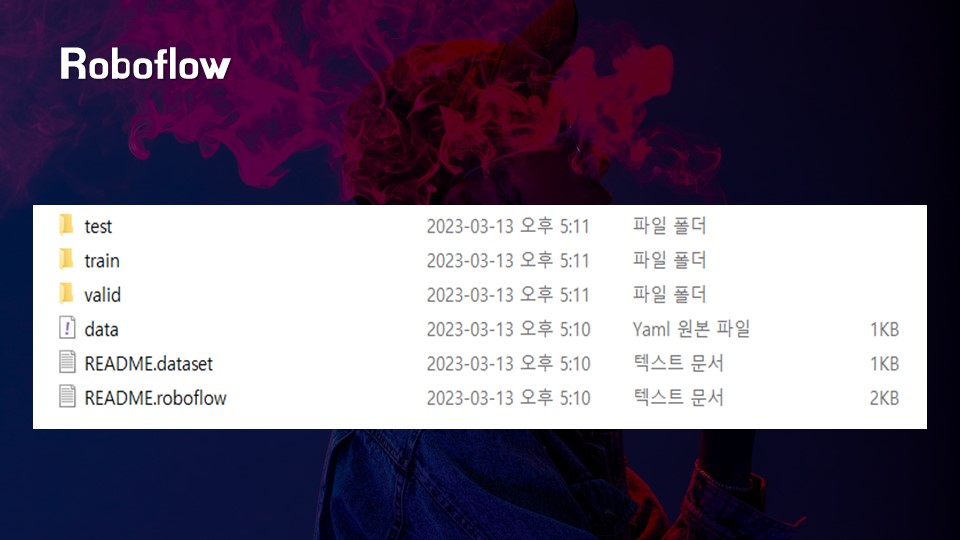 Roboflow
test 2023-03-13 오후 5:11 파일 폴더
train 2023-03-13 오후 5:11 파일 폴더
valid 2023-03-13 오후 5:11 파일 폴더
data 2023-03-13 오후 5:10 Yaml 원본 파일 1KB
README.dataset 2023-03-13 오후 5:10 텍스트 문서 1KB
README.roboflow 2023-03-13 오후 5:10 텍스트 문서 2KB